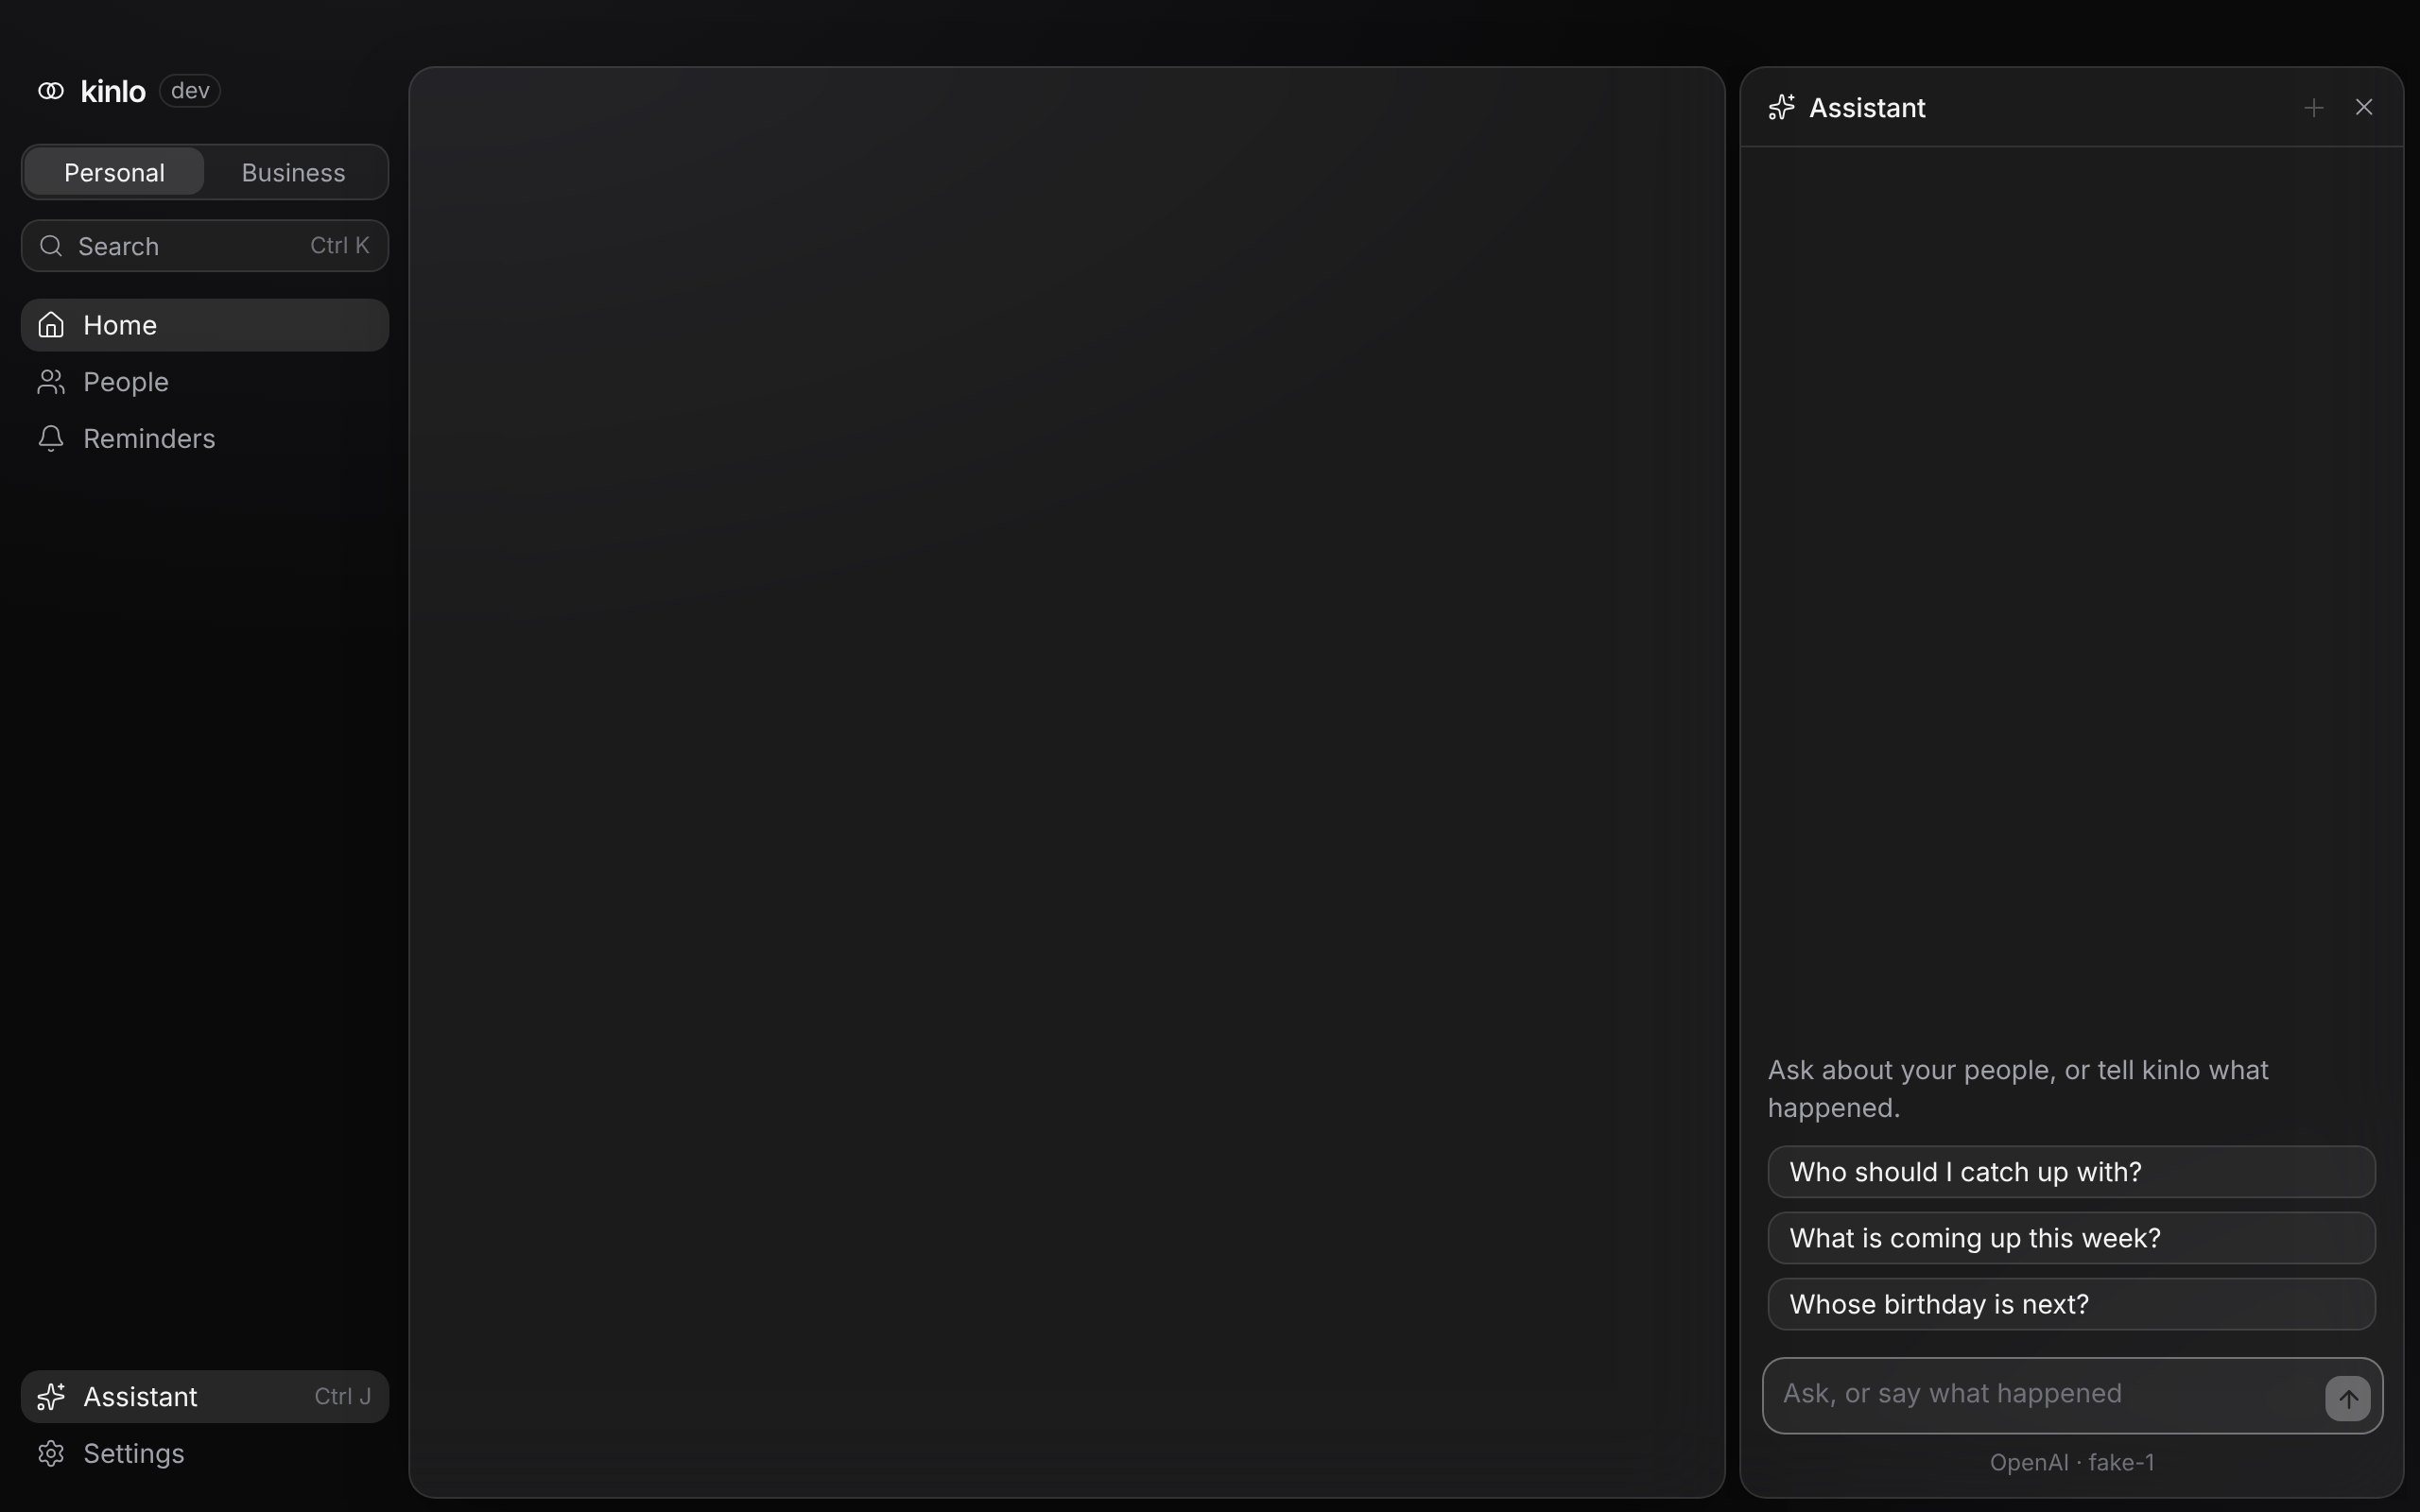 kinlo dev
Personal Business
Search Ctrl K
Home
People
Reminders
Assistant Ctrl J
Settings
Assistant
Ask about your people, or tell kinlo what
happened.
Who should I catch up with?
What is coming up this week?
Whose birthday is next?
Ask, or say what happened
OpenAI · fake-1